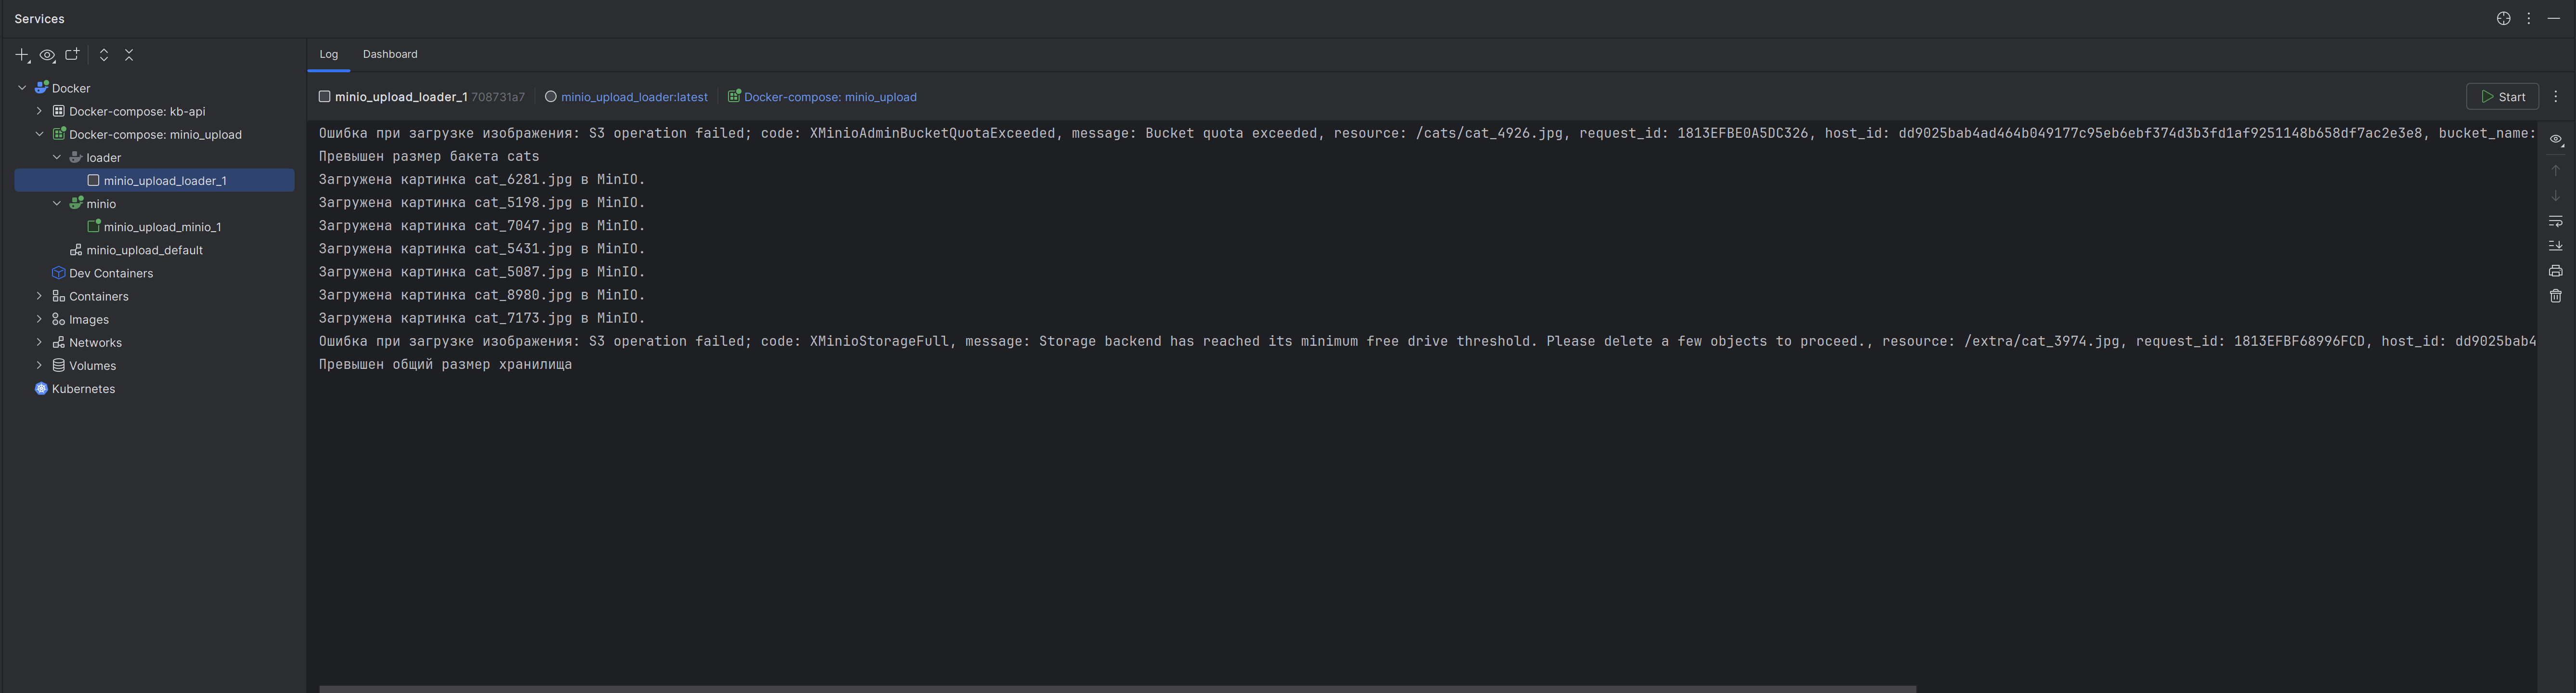 Services
Log Dashboard
Docker
Docker-compose: kb-api
Docker-compose: minio_upload
loader
minio_upload_loader_1
minio
minio_upload_minio_1
minio_upload_default
Dev Containers
Containers
Images
Networks
Volumes
Kubernetes
minio_upload_loader_1 708731a7 minio_upload_loader:latest Docker-compose: minio_upload Start
Ошибка при загрузке изображения: S3 operation failed; code: XMinioAdminBucketQuotaExceeded, message: Bucket quota exceeded, resource: /cats/cat_4926.jpg, request_id: 1813EFBE0A5DC326, host_id: dd9025bab4ad464b049177c95eb6ebf374d3b3fd1af9251148b658df7ac2e3e8, bucket_name:
Превышен размер бакета cats
Загружена картинка cat_6281.jpg в MinIO.
Загружена картинка cat_5198.jpg в MinIO.
Загружена картинка cat_7047.jpg в MinIO.
Загружена картинка cat_5431.jpg в MinIO.
Загружена картинка cat_5087.jpg в MinIO.
Загружена картинка cat_8980.jpg в MinIO.
Загружена картинка cat_7173.jpg в MinIO.
Ошибка при загрузке изображения: S3 operation failed; code: XMinioStorageFull, message: Storage backend has reached its minimum free drive threshold. Please delete a few objects to proceed., resource: /extra/cat_3974.jpg, request_id: 1813EFBF68996FCD, host_id: dd9025bab4
Превышен общий размер хранилища